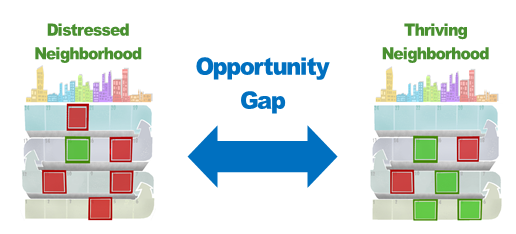 Distressed
Neighborhood
Opportunity
Gap
Thriving
Neighborhood